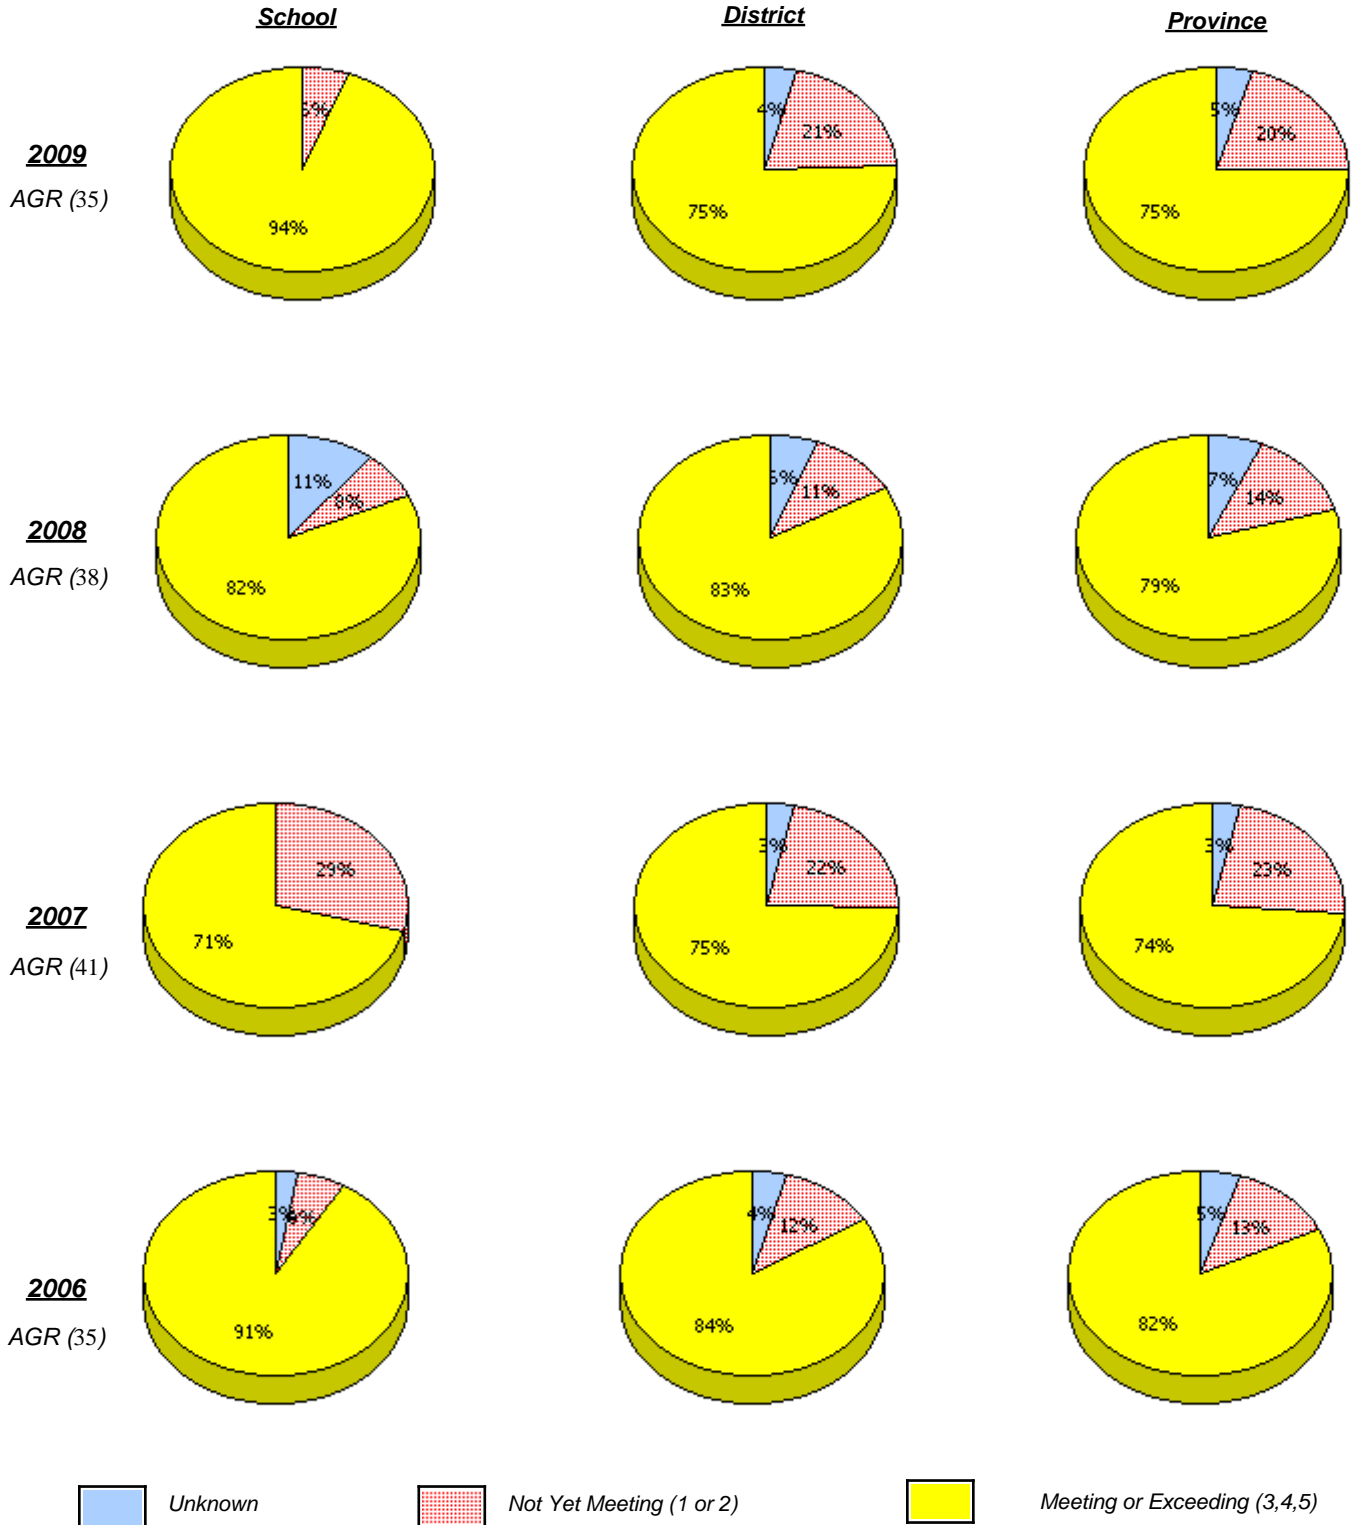 School District Province
2009
AGR (35)
4% 21% 75%
94%
5% 20% 75%
2008
AGR (38)
11% 8% 82%
11% 83%
7% 14% 79%
2007
AGR (41)
29% 71%
3% 22% 75%
3% 23% 74%
2006
AGR (35)
3% 91%
4% 12% 84%
5% 13% 82%
Unknown Not Yet Meeting (1 or 2) Meeting or Exceeding (3,4,5)